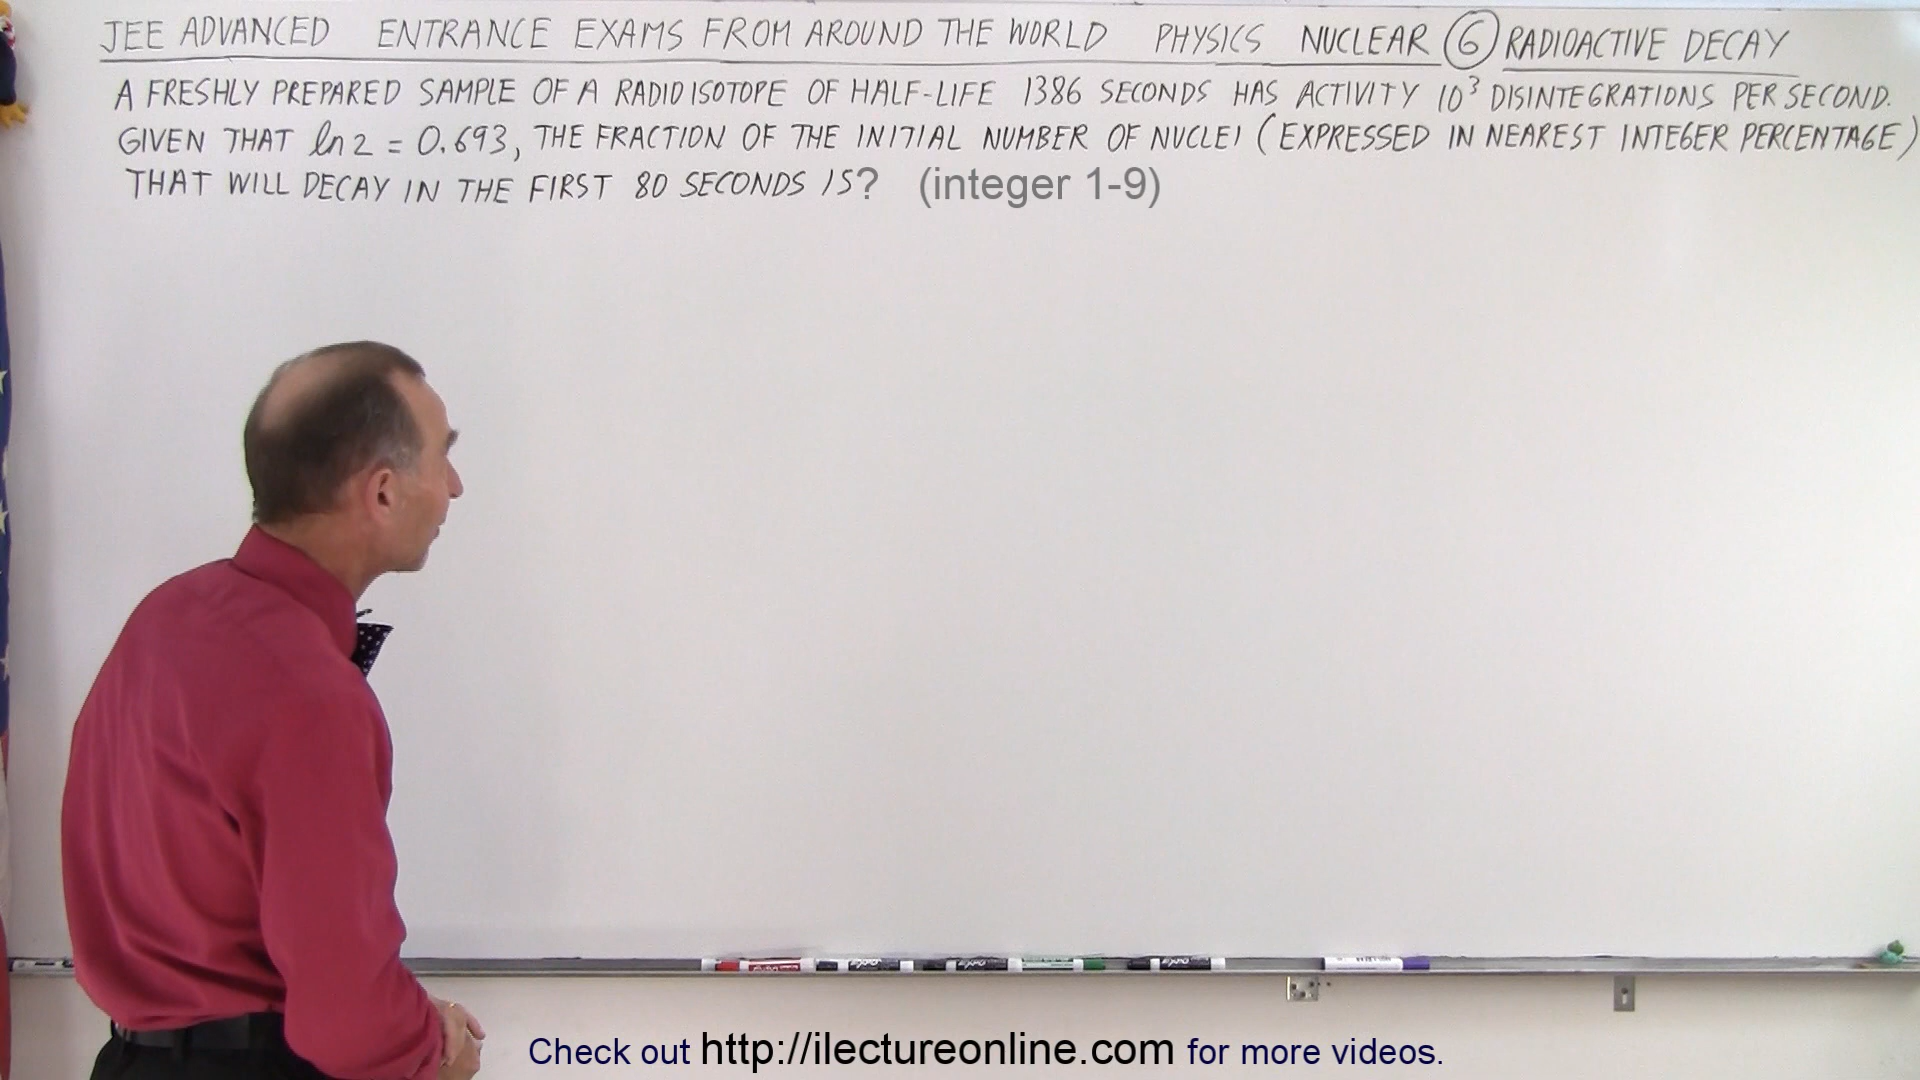 JEE ADVANCED ENTRANCE EXAMS FROM AROUND THE WORLD PHYSICS NUCLEAR 6 RADIOACTIVE DECAY
A FRESHLY PREPARED SAMPLE OF A RADIOISOTOPE OF HALF-LIFE 1386 SECONDS HAS ACTIVITY 10³ DISINTEGRATIONS PER SECOND.
GIVEN THAT ln 2 = 0.693, THE FRACTION OF THE INITIAL NUMBER OF NUCLEI (EXPRESSED IN NEAREST INTEGER PERCENTAGE)
THAT WILL DECAY IN THE FIRST 80 SECONDS IS? (integer 1-9)
Check out http://ilectureonline.com for more videos.